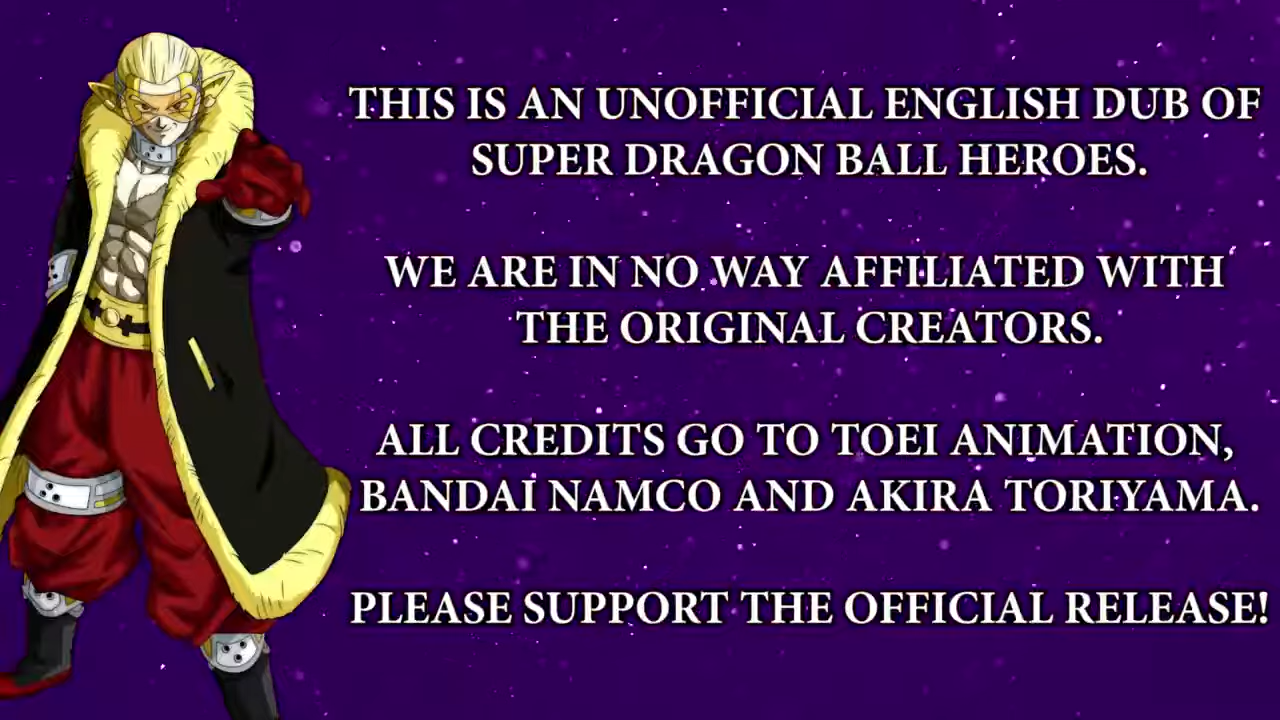 THIS IS AN UNOFFICIAL ENGLISH DUB OF
SUPER DRAGON BALL HEROES.
WE ARE IN NO WAY AFFILIATED WITH
THE ORIGINAL CREATORS.
ALL CREDITS GO TO TOEI ANIMATION,
BANDAI NAMCO AND AKIRA TORIYAMA.
PLEASE SUPPORT THE OFFICIAL RELEASE!